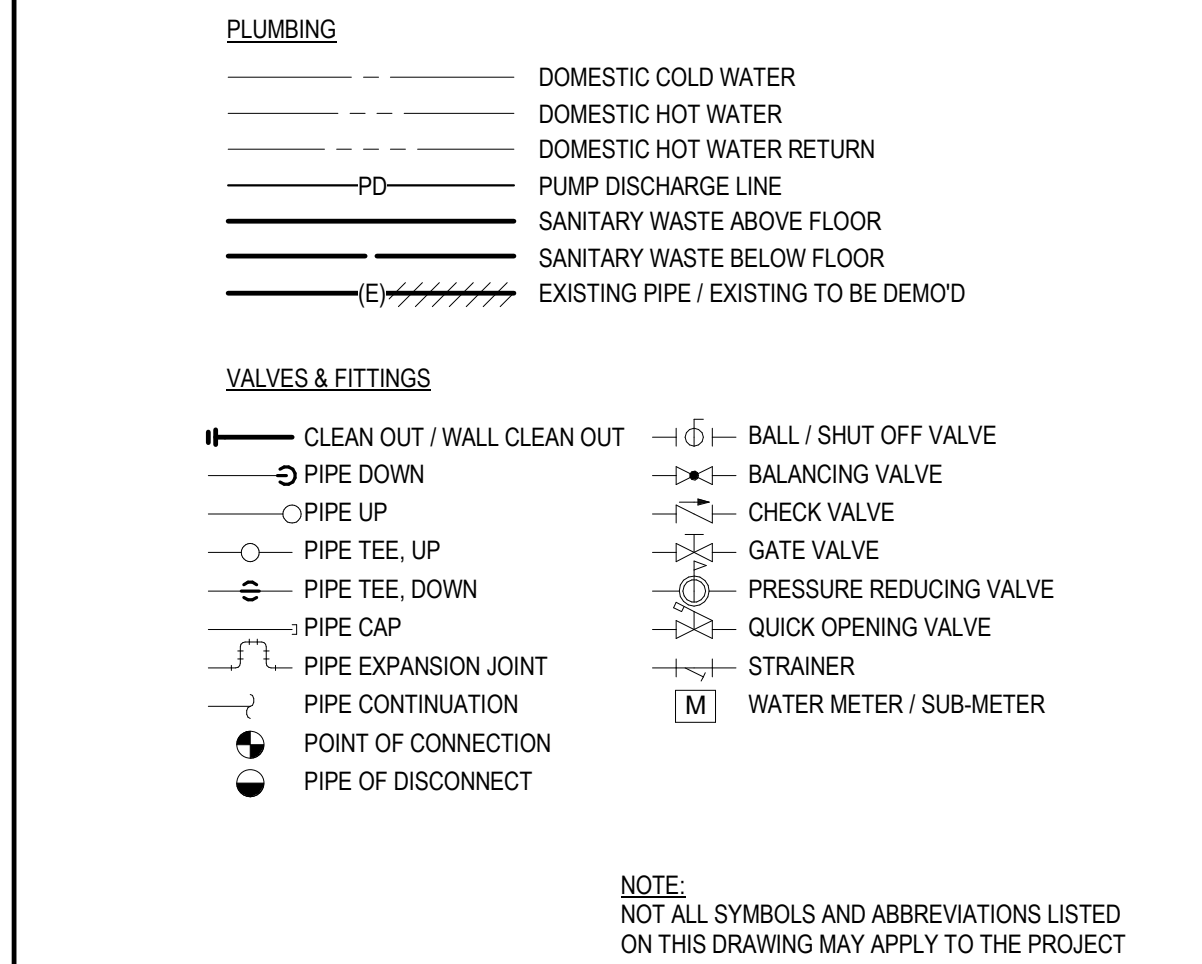 PLUMBING
DOMESTIC COLD WATER
DOMESTIC HOT WATER
DOMESTIC HOT WATER RETURN
PD PUMP DISCHARGE LINE
SANITARY WASTE ABOVE FLOOR
SANITARY WASTE BELOW FLOOR
(E) EXISTING PIPE / EXISTING TO BE DEMO'D
VALVES & FITTINGS
CLEAN OUT / WALL CLEAN OUT
PIPE DOWN
PIPE UP
PIPE TEE, UP
PIPE TEE, DOWN
PIPE CAP
PIPE EXPANSION JOINT
PIPE CONTINUATION
POINT OF CONNECTION
PIPE OF DISCONNECT
BALL / SHUT OFF VALVE
BALANCING VALVE
CHECK VALVE
GATE VALVE
PRESSURE REDUCING VALVE
QUICK OPENING VALVE
STRAINER
M WATER METER / SUB-METER
NOTE:
NOT ALL SYMBOLS AND ABBREVIATIONS LISTED
ON THIS DRAWING MAY APPLY TO THE PROJECT